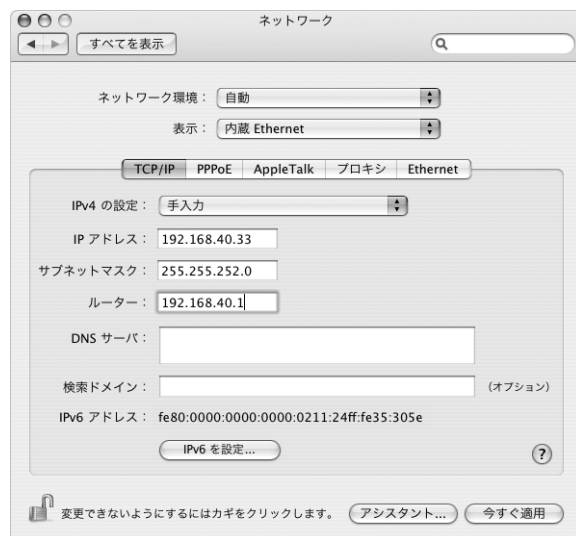 ネットワーク
すべてを表示
ネットワーク環境： 自動
表示： 内蔵 Ethernet
TCP/IP PPPoE AppleTalk プロキシ Ethernet
IPv4 の設定： 手入力
IP アドレス： 192.168.40.33
サブネットマスク： 255.255.252.0
ルーター： 192.168.40.1
DNS サーバ：
検索ドメイン： (オプション)
IPv6 アドレス： fe80:0000:0000:0000:0211:24ff:fe35:305e
IPv6 を設定...
?
変更できないようにするにはカギをクリックします。 アシスタント... 今すぐ適用